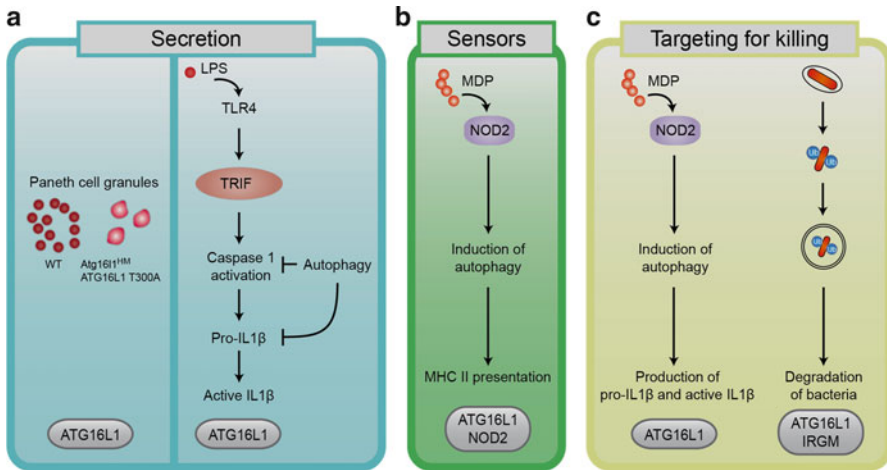 a
Secretion
Paneth cell granules
WT
Atg16l1HM
ATG16L1 T300A
ATG16L1
LPS
TLR4
TRIF
Caspase 1
activation
Autophagy
Pro-IL1β
Active IL1β
ATG16L1
b
Sensors
MDP
NOD2
Induction of
autophagy
MHC II presentation
ATG16L1
NOD2
c
Targeting for killing
MDP
NOD2
Induction of
autophagy
Production of
pro-IL1β and active IL1β
ATG16L1
Ub
Ub
Ub
Ub
Degradation
of bacteria
ATG16L1
IRGM